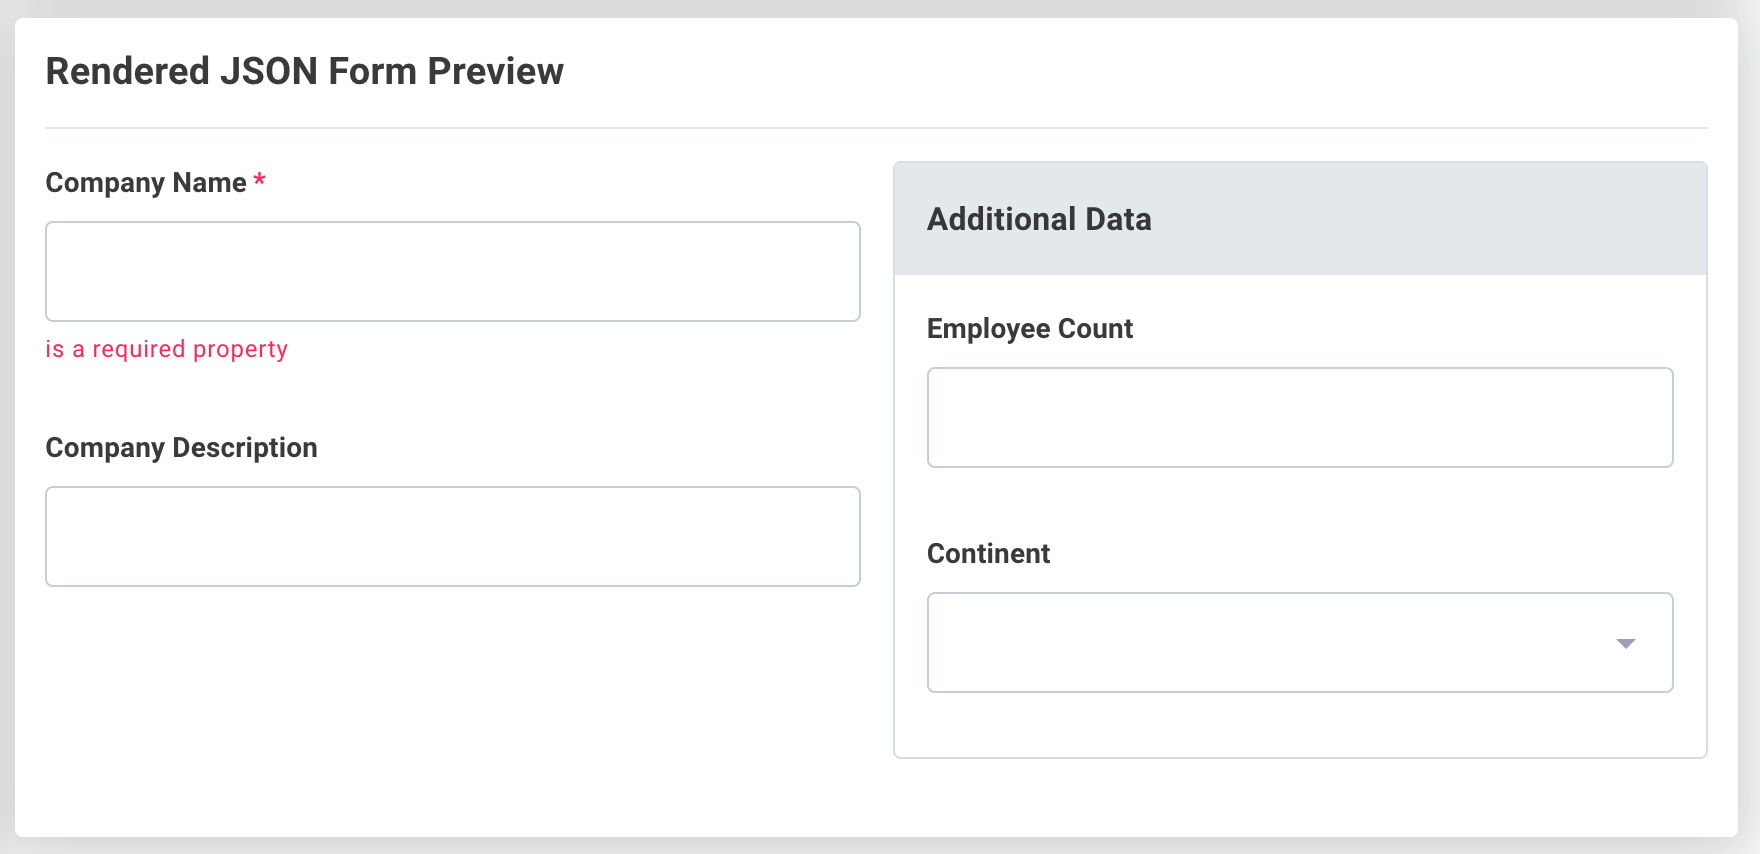 Rendered JSON Form Preview
Company Name *
is a required property
Company Description
Additional Data
Employee Count
Continent